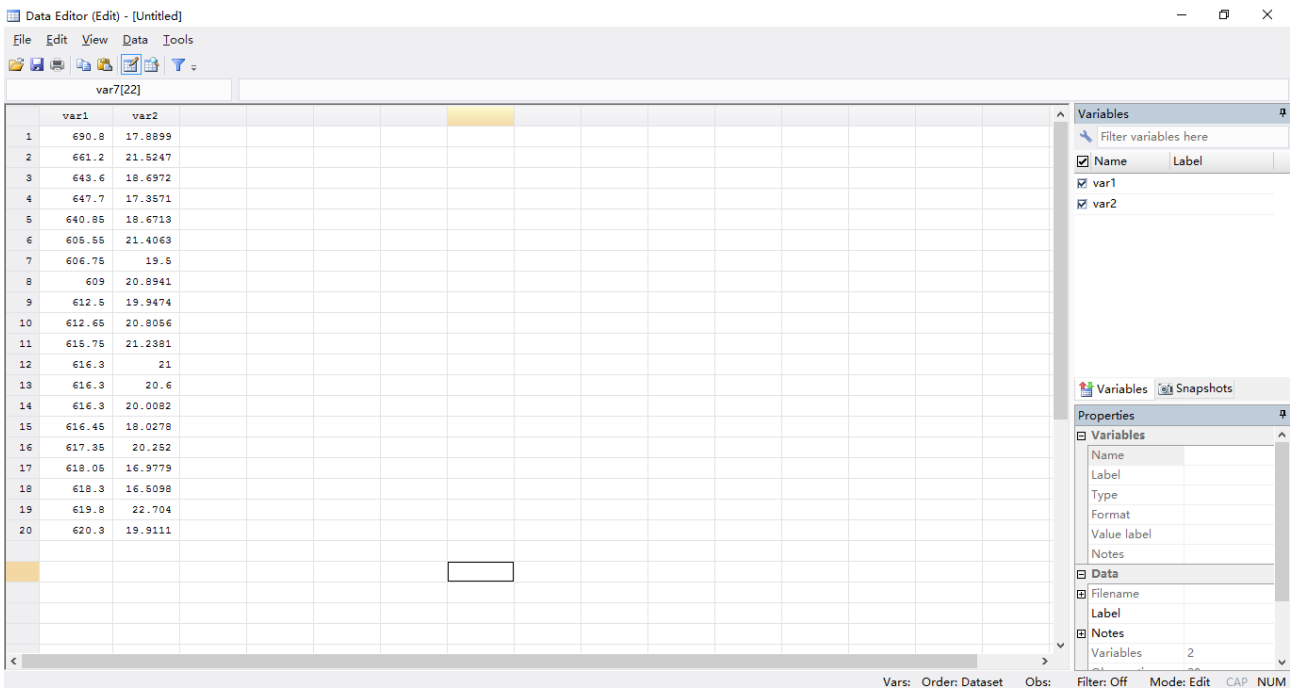 Data Editor (Edit) - [Untitled]
File Edit View Data Tools
var7[22]
var1 var2
1 690.8 17.8899
2 661.2 21.5247
3 643.6 18.6972
4 647.7 17.3571
5 640.85 18.6713
6 605.55 21.4063
7 606.75 19.5
8 609 20.8941
9 612.5 19.9474
10 612.65 20.8056
11 615.75 21.2381
12 616.3 21
13 616.3 20.6
14 616.3 20.0082
15 616.45 18.0278
16 617.35 20.252
17 618.05 16.9779
18 618.3 16.5098
19 619.8 22.704
20 620.3 19.9111
Variables
Filter variables here
Name Label
var1
var2
Variables Snapshots
Properties
Variables
Name
Label
Type
Format
Value label
Notes
Data
Filename
Label
Notes
Variables 2
Vars: Order: Dataset Obs: Filter: Off Mode: Edit CAP NUM